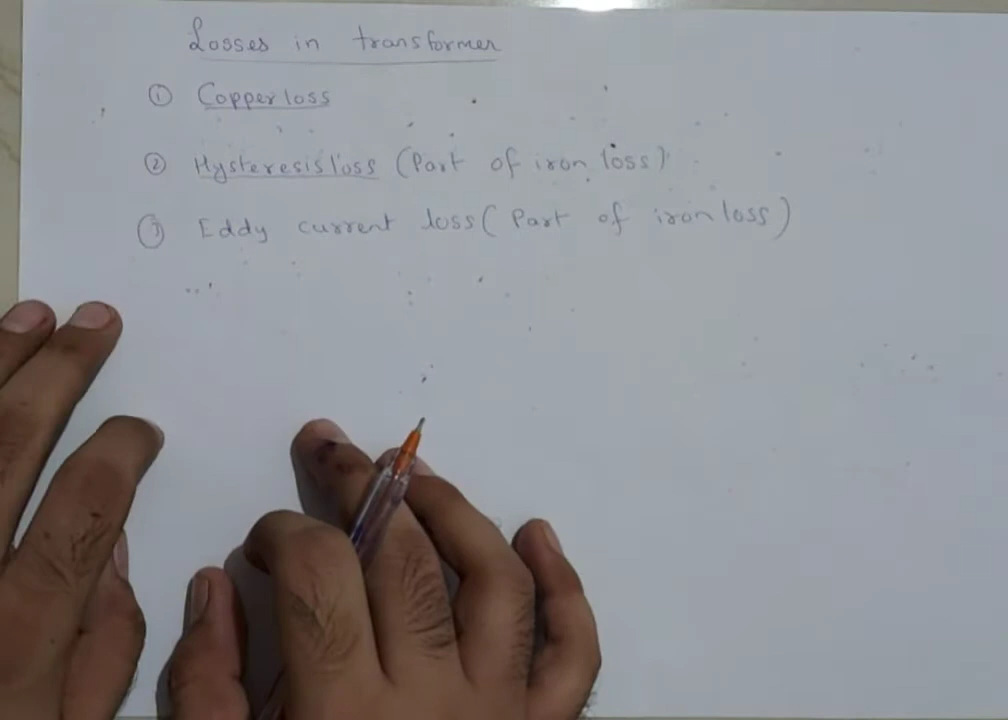 Losses in transformer
① Copper loss
② Hysteresis loss (Part of iron loss)
③ Eddy current loss (Part of iron loss)